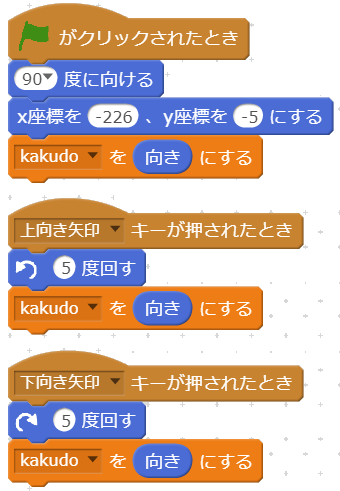 がクリックされたとき
90 度に向ける
x座標を -226 、y座標を -5 にする
kakudo を 向き にする
上向き矢印 キーが押されたとき
5 度回す
kakudo を 向き にする
下向き矢印 キーが押されたとき
5 度回す
kakudo を 向き にする